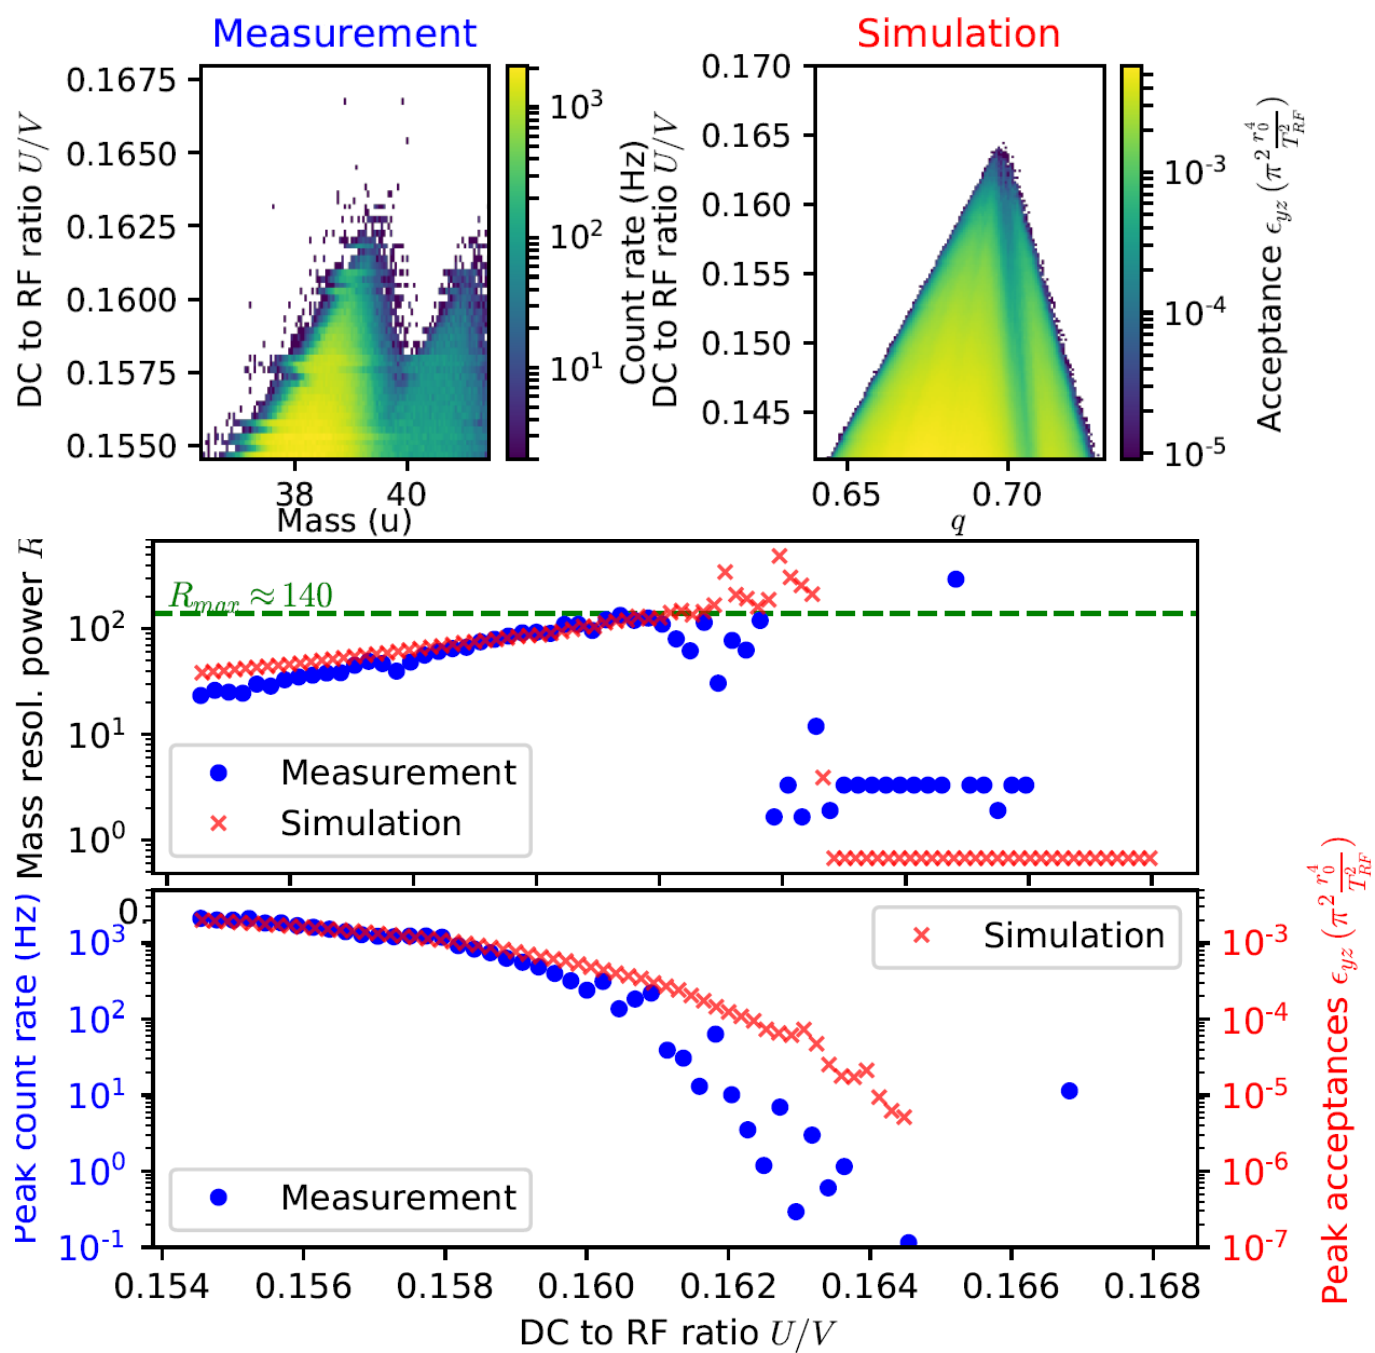 Measurement
Simulation
DC to RF ratio U/V
0.1675
0.1650
0.1625
0.1600
0.1575
0.1550
38
40
Mass (u)
10³
10²
10¹
Count rate (Hz)
DC to RF ratio U/V
0.170
0.165
0.160
0.155
0.150
0.145
0.65
0.70
q
10⁻³
10⁻⁴
10⁻⁵
Acceptance ϵ_yz (π² r₀⁴/T²_RF)
Mass resol. power R
10²
10¹
10⁰
R_max ≈ 140
Measurement
Simulation
Peak count rate (Hz)
0
10³
10²
10¹
10⁰
10⁻¹
Simulation
Measurement
10⁻³
10⁻⁴
10⁻⁵
10⁻⁶
10⁻⁷
Peak acceptances ϵ_yz (π² r₀⁴/T²_RF)
0.154
0.156
0.158
0.160
0.162
0.164
0.166
0.168
DC to RF ratio U/V